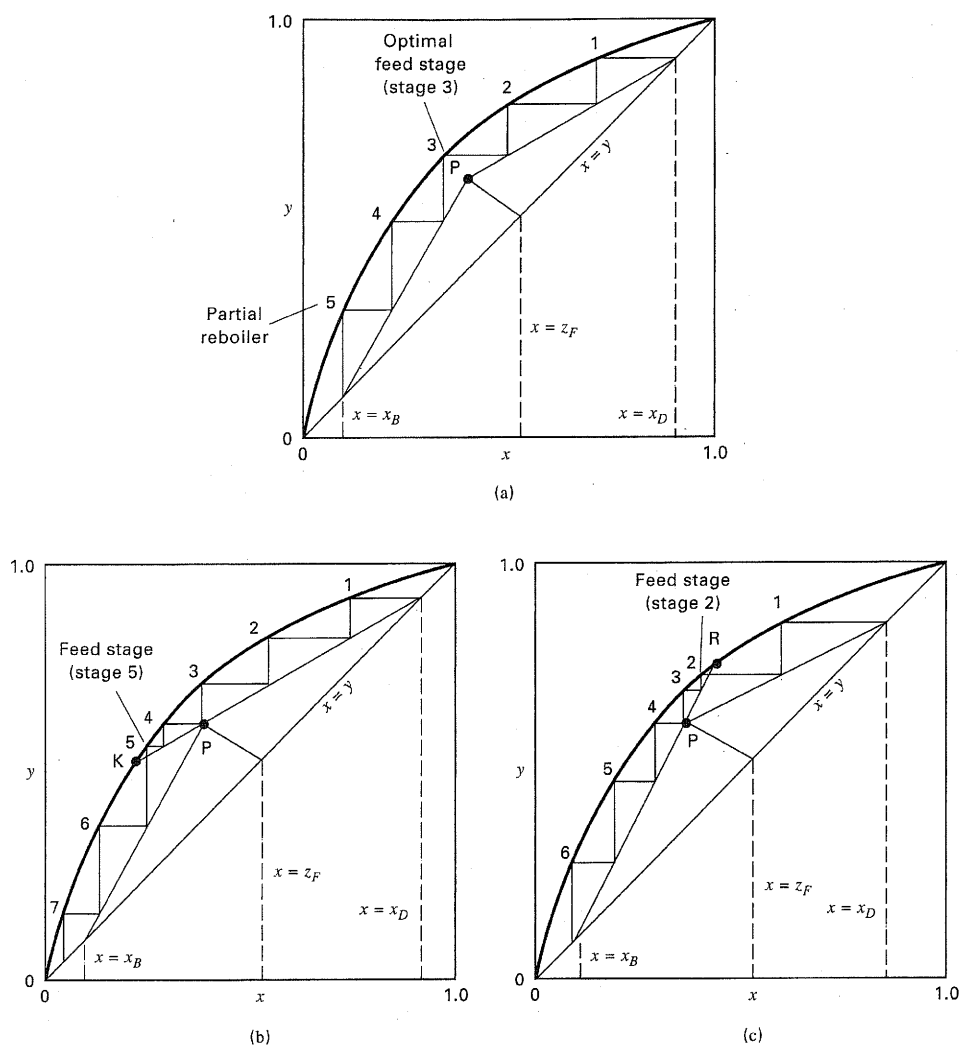 1.0
Optimal
feed stage
(stage 3)
1
2
3
P
x = y
y
4
5
Partial
reboiler
x = z_F
x = x_B
x = x_D
0
0
x
1.0
(a)
1.0
1
2
Feed stage
(stage 5)
3
4
5
K
P
x = y
y
6
7
x = z_F
x = x_D
x = x_B
0
0
x
1.0
(b)
1.0
Feed stage
(stage 2)
1
R
2
3
4
P
x = y
y
5
6
x = z_F
x = x_D
x = x_B
0
0
x
1.0
(c)